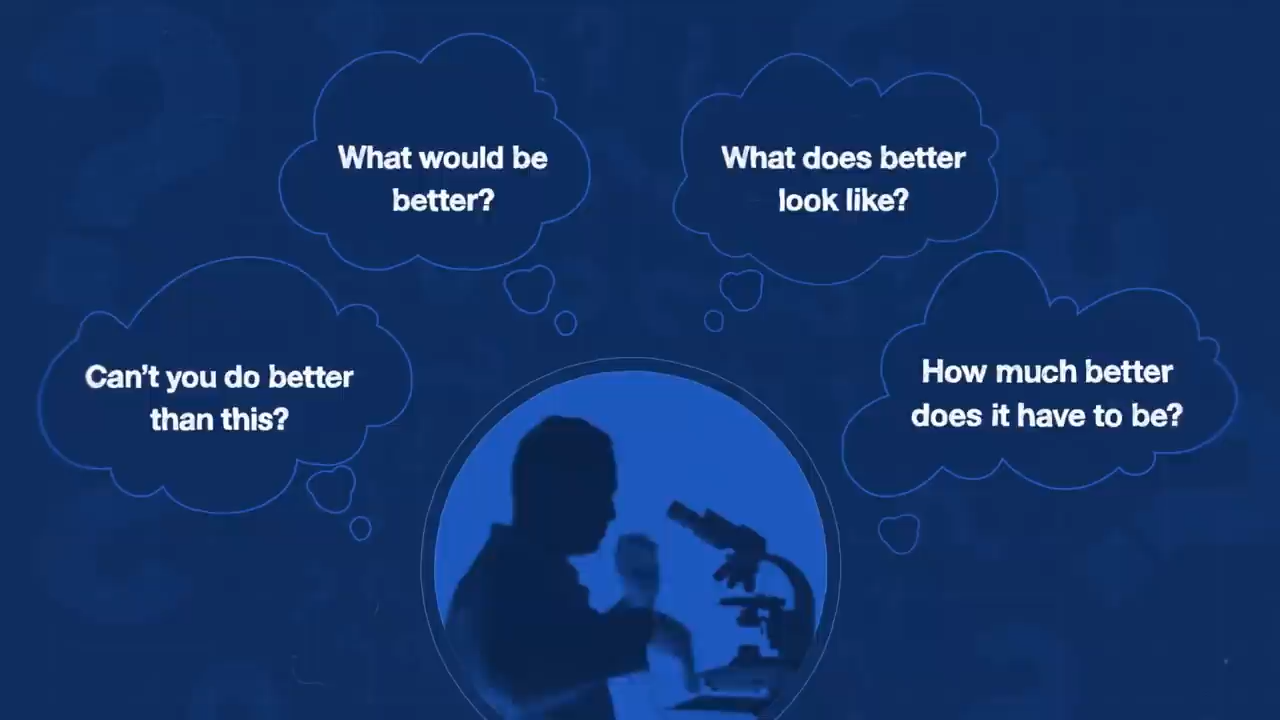 What would be
better?
What does better
look like?
Can't you do better
than this?
How much better
does it have to be?